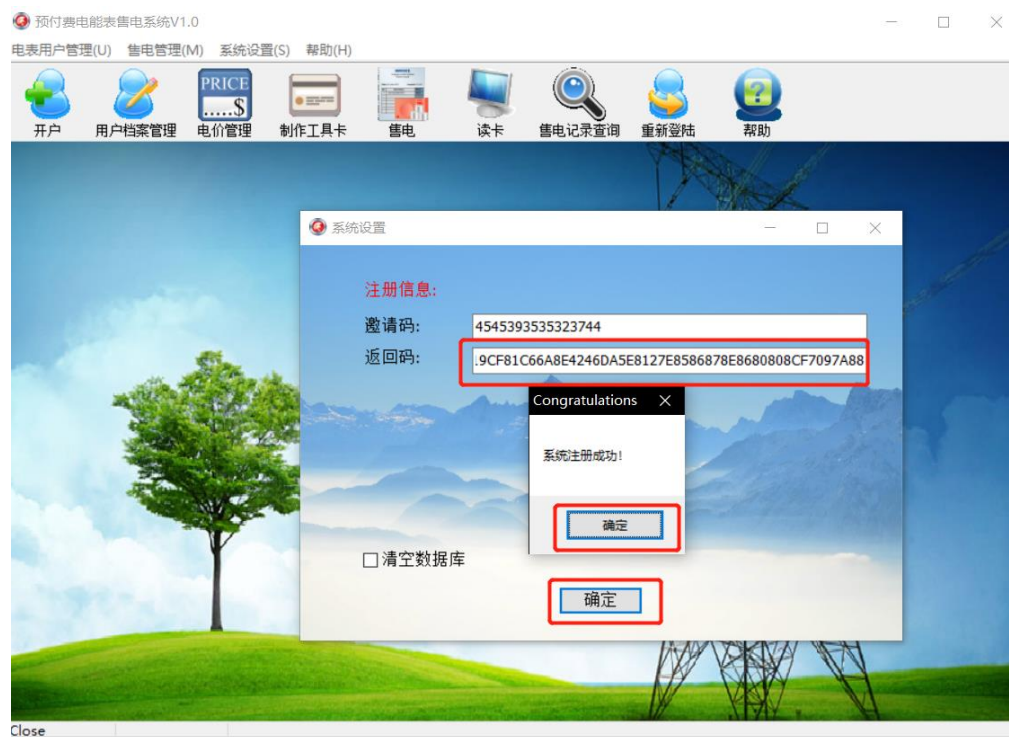 预付费电能表售电系统V1.0
电表用户管理(U) 售电管理(M) 系统设置(S) 帮助(H)
PRICE
.....$
开户 用户档案管理 电价管理 制作工具卡 售电 读卡 售电记录查询 重新登陆 帮助
系统设置
注册信息:
邀请码: 4545393535323744
返回码: .9CF81C66A8E4246DA5E8127E8586878E8680808CF7097A88
Congratulations
系统注册成功!
确定
清空数据库
确定
Close